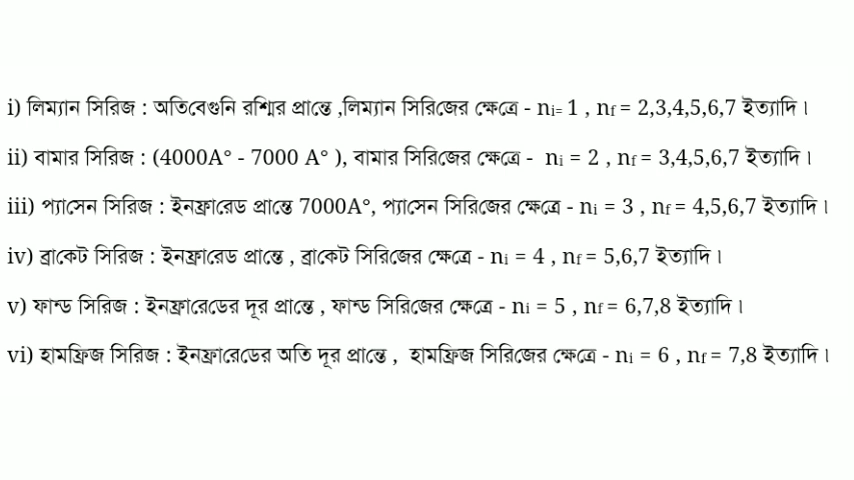 i) লিম্যান সিরিজ : অতিবেগুনি রশ্মির প্রান্তে ,লিম্যান সিরিজের ক্ষেত্রে - ni= 1 , nf = 2,3,4,5,6,7 ইত্যাদি ।
ii) বামার সিরিজ : (4000A° - 7000 A° ), বামার সিরিজের ক্ষেত্রে - ni = 2 , nf = 3,4,5,6,7 ইত্যাদি ।
iii) প্যাসেন সিরিজ : ইনফ্রারেড প্রান্তে 7000A°, প্যাসেন সিরিজের ক্ষেত্রে - ni = 3 , nf = 4,5,6,7 ইত্যাদি ।
iv) ব্রাকেট সিরিজ : ইনফ্রারেড প্রান্তে , ব্রাকেট সিরিজের ক্ষেত্রে - ni = 4 , nf = 5,6,7 ইত্যাদি ।
v) ফান্ড সিরিজ : ইনফ্রারেডের দূর প্রান্তে , ফান্ড সিরিজের ক্ষেত্রে - ni = 5 , nf = 6,7,8 ইত্যাদি ।
vi) হামফ্রিজ সিরিজ : ইনফ্রারেডের অতি দূর প্রান্তে , হামফ্রিজ সিরিজের ক্ষেত্রে - ni = 6 , nf = 7,8 ইত্যাদি ।